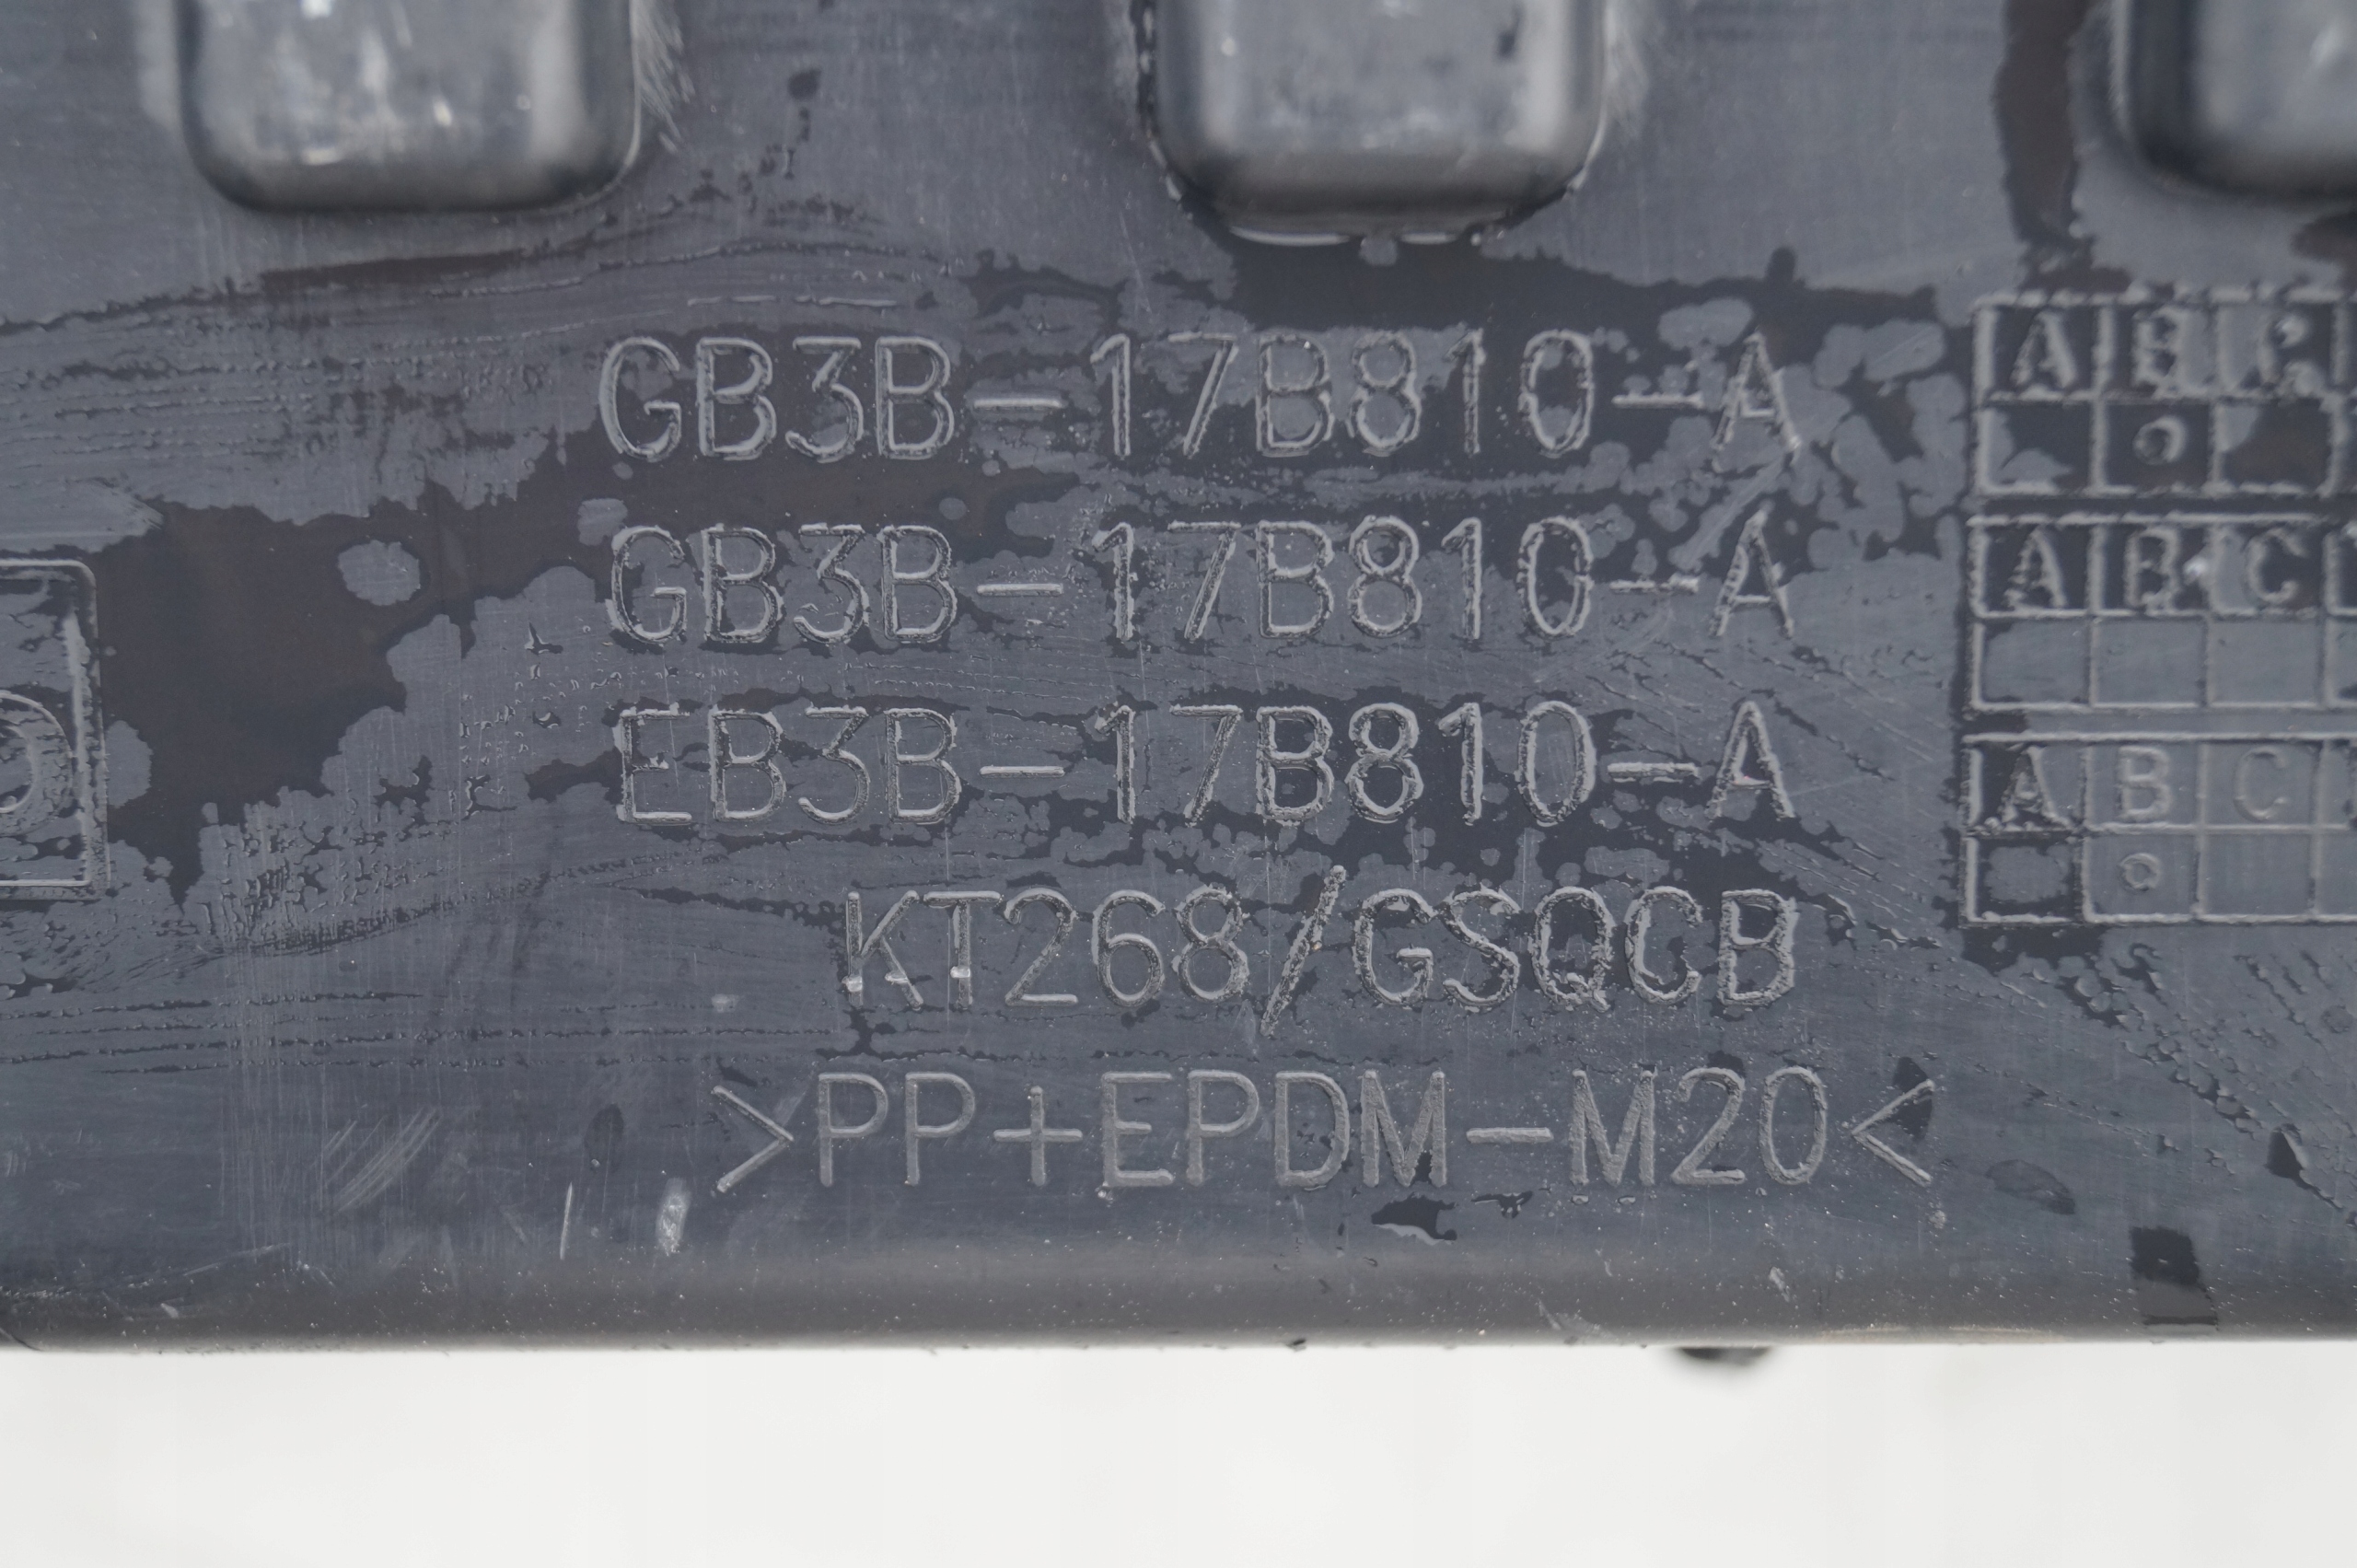 GB3B-17B810-A
GB3B-17B810-A
EB3B-17B810-A
KT268/GSQCB
>PP+EPDM-M20<
A B C
A B C
A B C